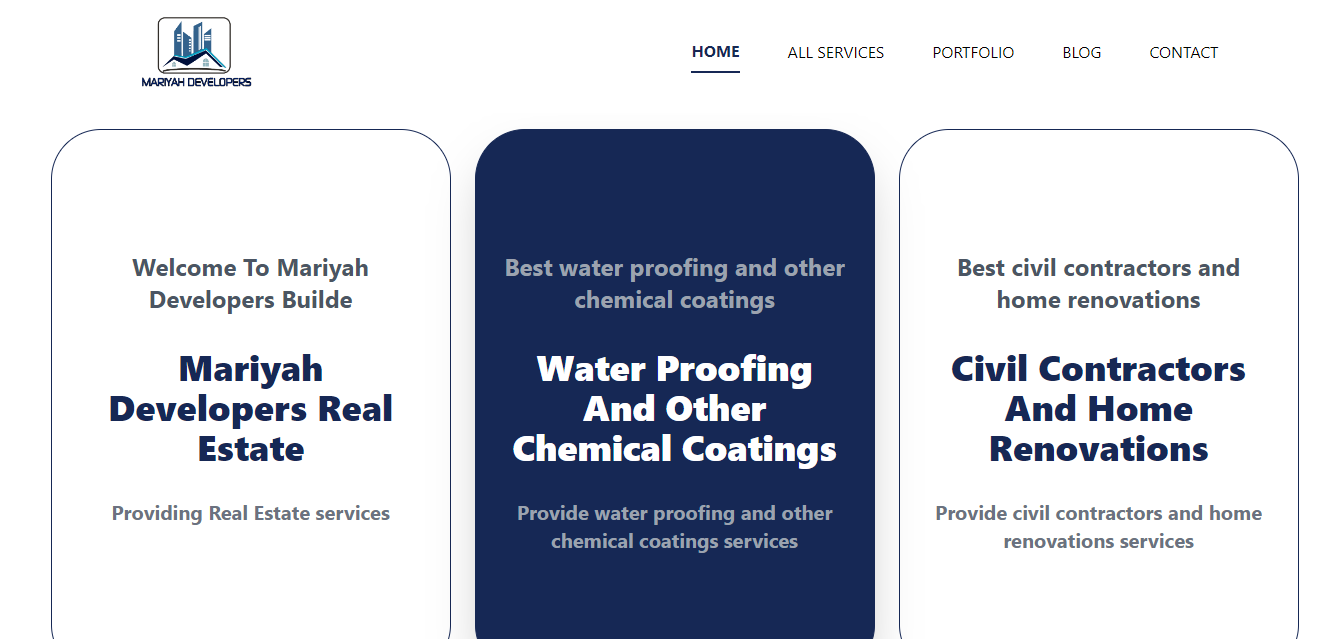 MARIYAH DEVELOPERS
HOME
ALL SERVICES
PORTFOLIO
BLOG
CONTACT
Welcome To Mariyah
Developers Builde
Mariyah
Developers Real
Estate
Providing Real Estate services
Best water proofing and other
chemical coatings
Water Proofing
And Other
Chemical Coatings
Provide water proofing and other
chemical coatings services
Best civil contractors and
home renovations
Civil Contractors
And Home
Renovations
Provide civil contractors and home
renovations services